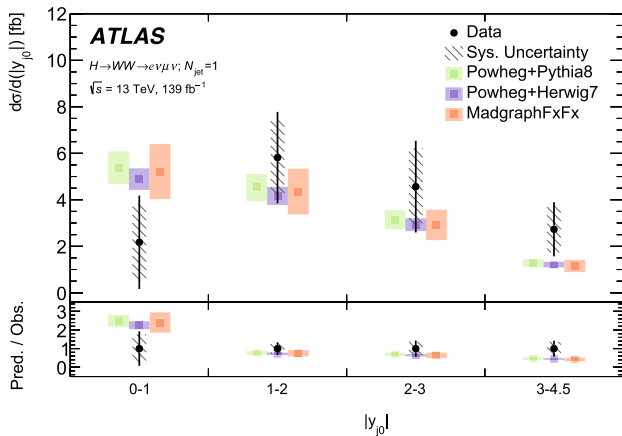 dσ/d(|y_j0|) [fb]
12
10
8
6
4
2
0
ATLAS
H→WW→eνμν; N_jet=1
√s = 13 TeV, 139 fb⁻¹
Data
Sys. Uncertainty
Powheg+Pythia8
Powheg+Herwig7
MadgraphFxFx
Pred. / Obs.
3
2
1
0
0-1 1-2 2-3 3-4.5
|y_j0|